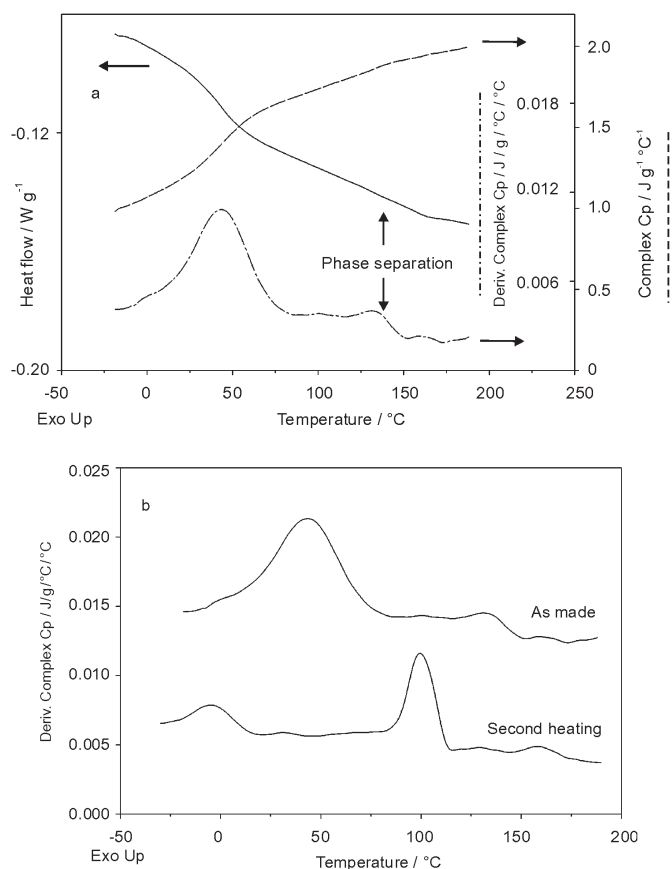 a
-0.12
-0.20
Heat flow / W g-1
Phase separation
0.018
0.012
0.006
Deriv. Complex Cp / J / g / °C / °C
2.0
1.5
1.0
0.5
0
Complex Cp / J g-1 °C-1
-50
0
50
100
150
200
250
Exo Up
Temperature / °C
b
0.025
0.020
0.015
0.010
0.005
0.000
Deriv. Complex Cp / J/g/°C/°C
As made
Second heating
-50
0
50
100
150
200
Exo Up
Temperature / °C